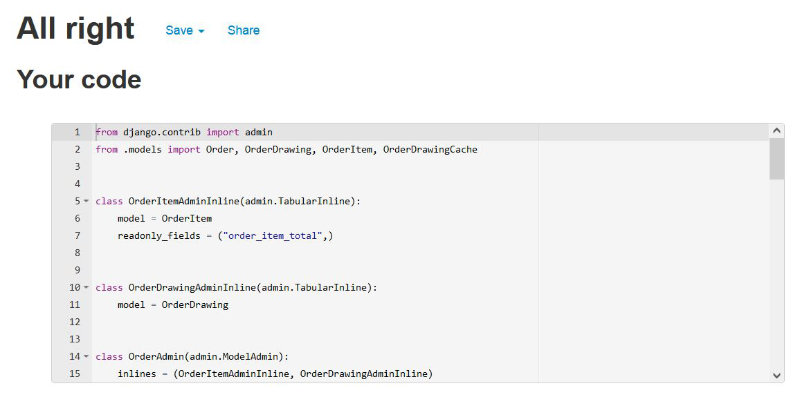 All right Save Share
Your code
1 from django.contrib import admin
2 from .models import Order, OrderDrawing, OrderItem, OrderDrawingCache
3
4
5 class OrderItemAdminInline(admin.TabularInline):
6     model = OrderItem
7     readonly_fields = ("order_item_total",)
8
9
10 class OrderDrawingAdminInline(admin.TabularInline):
11     model = OrderDrawing
12
13
14 class OrderAdmin(admin.ModelAdmin):
15     inlines = (OrderItemAdminInline, OrderDrawingAdminInline)